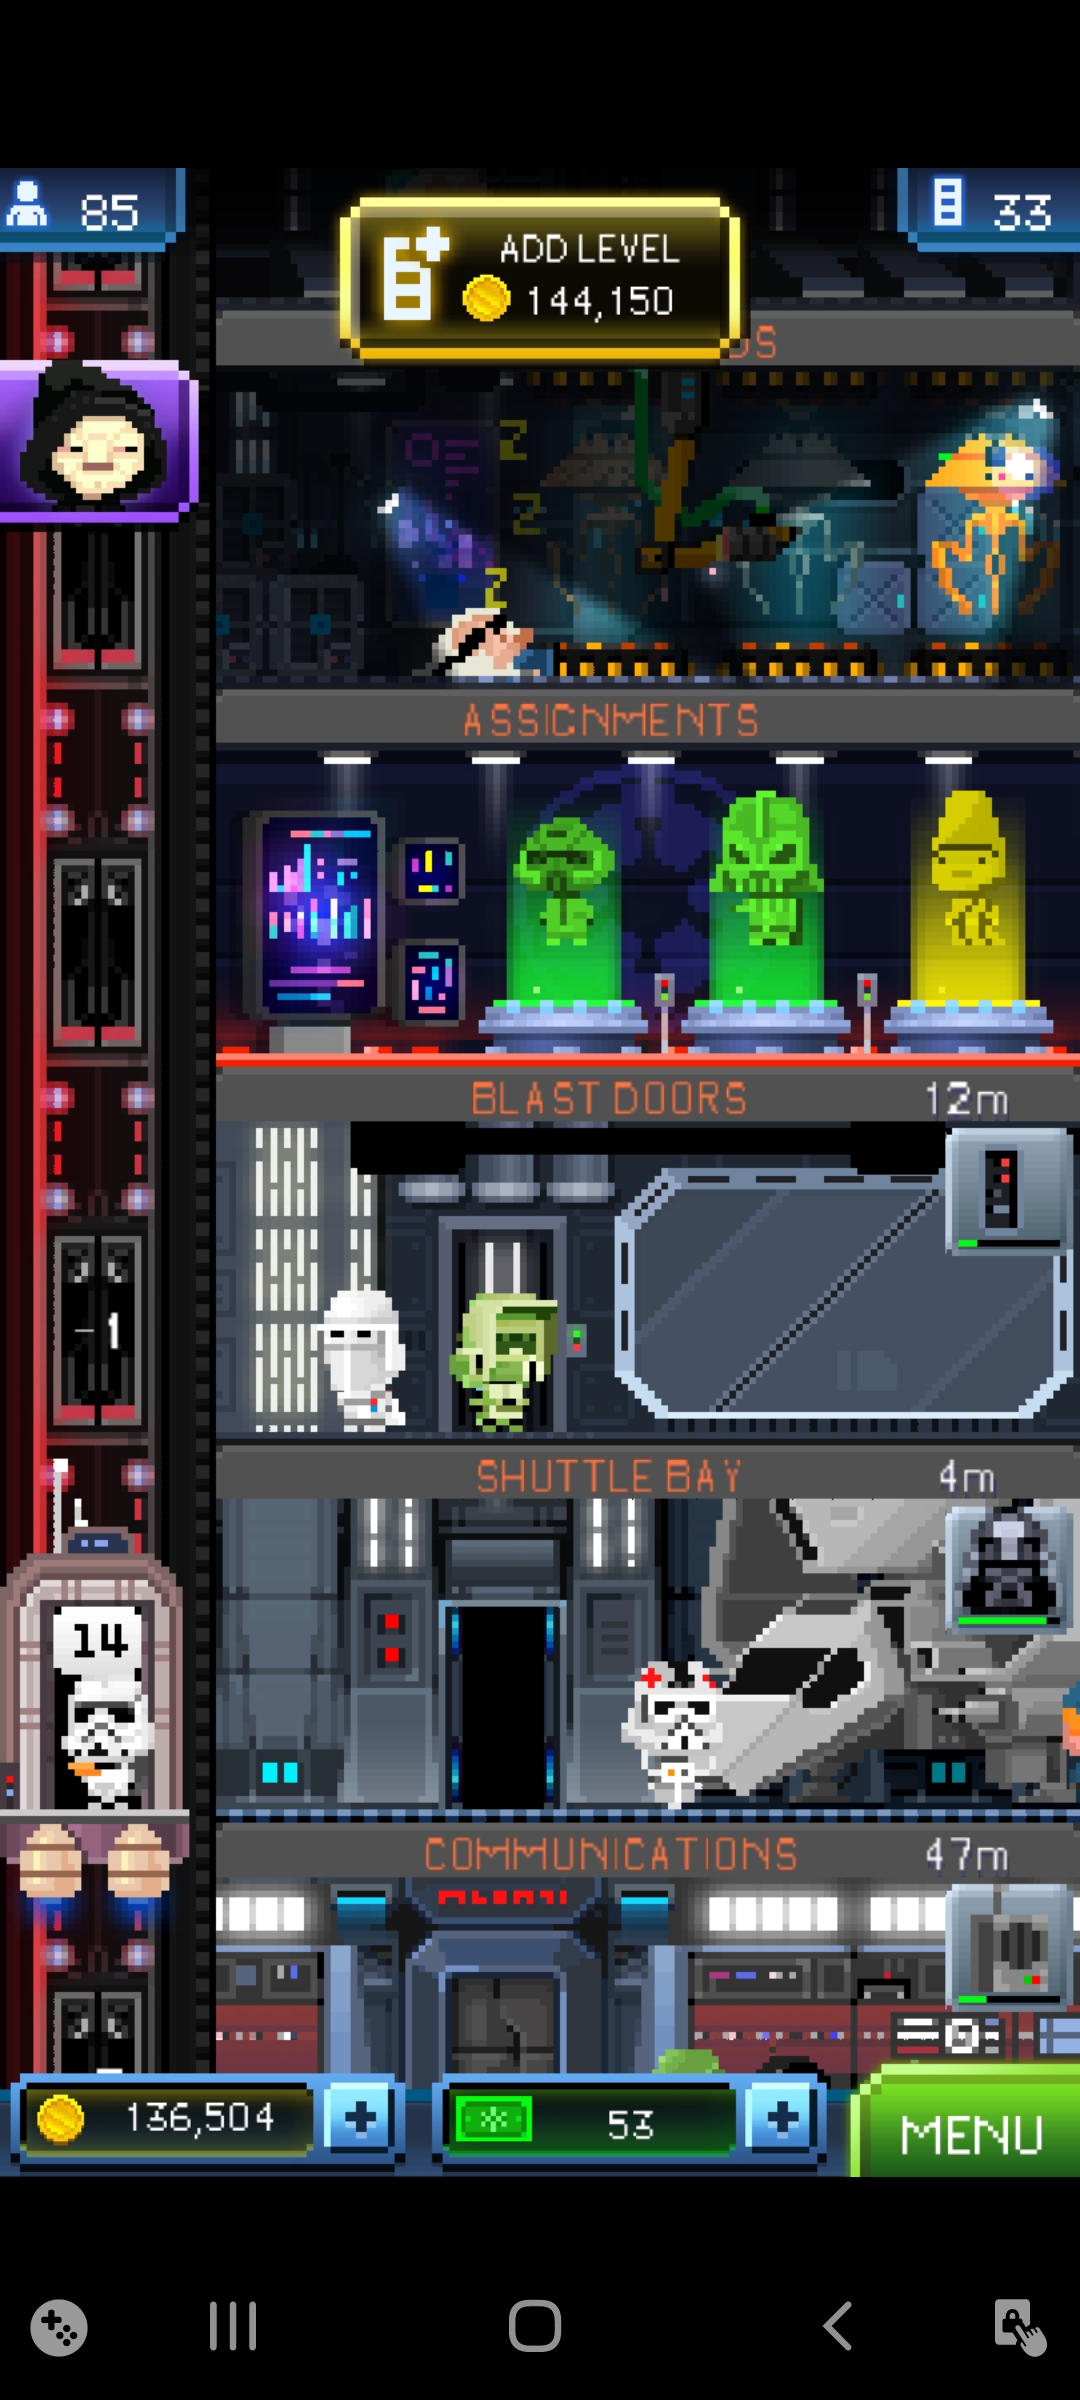 85
ADD LEVEL
144,150
33
Z
Z
Z
ASSIGNMENTS
BLAST DOORS 12m
-1
SHUTTLE BAY 4m
14
COMMUNICATIONS 47m
136,504
53
MENU